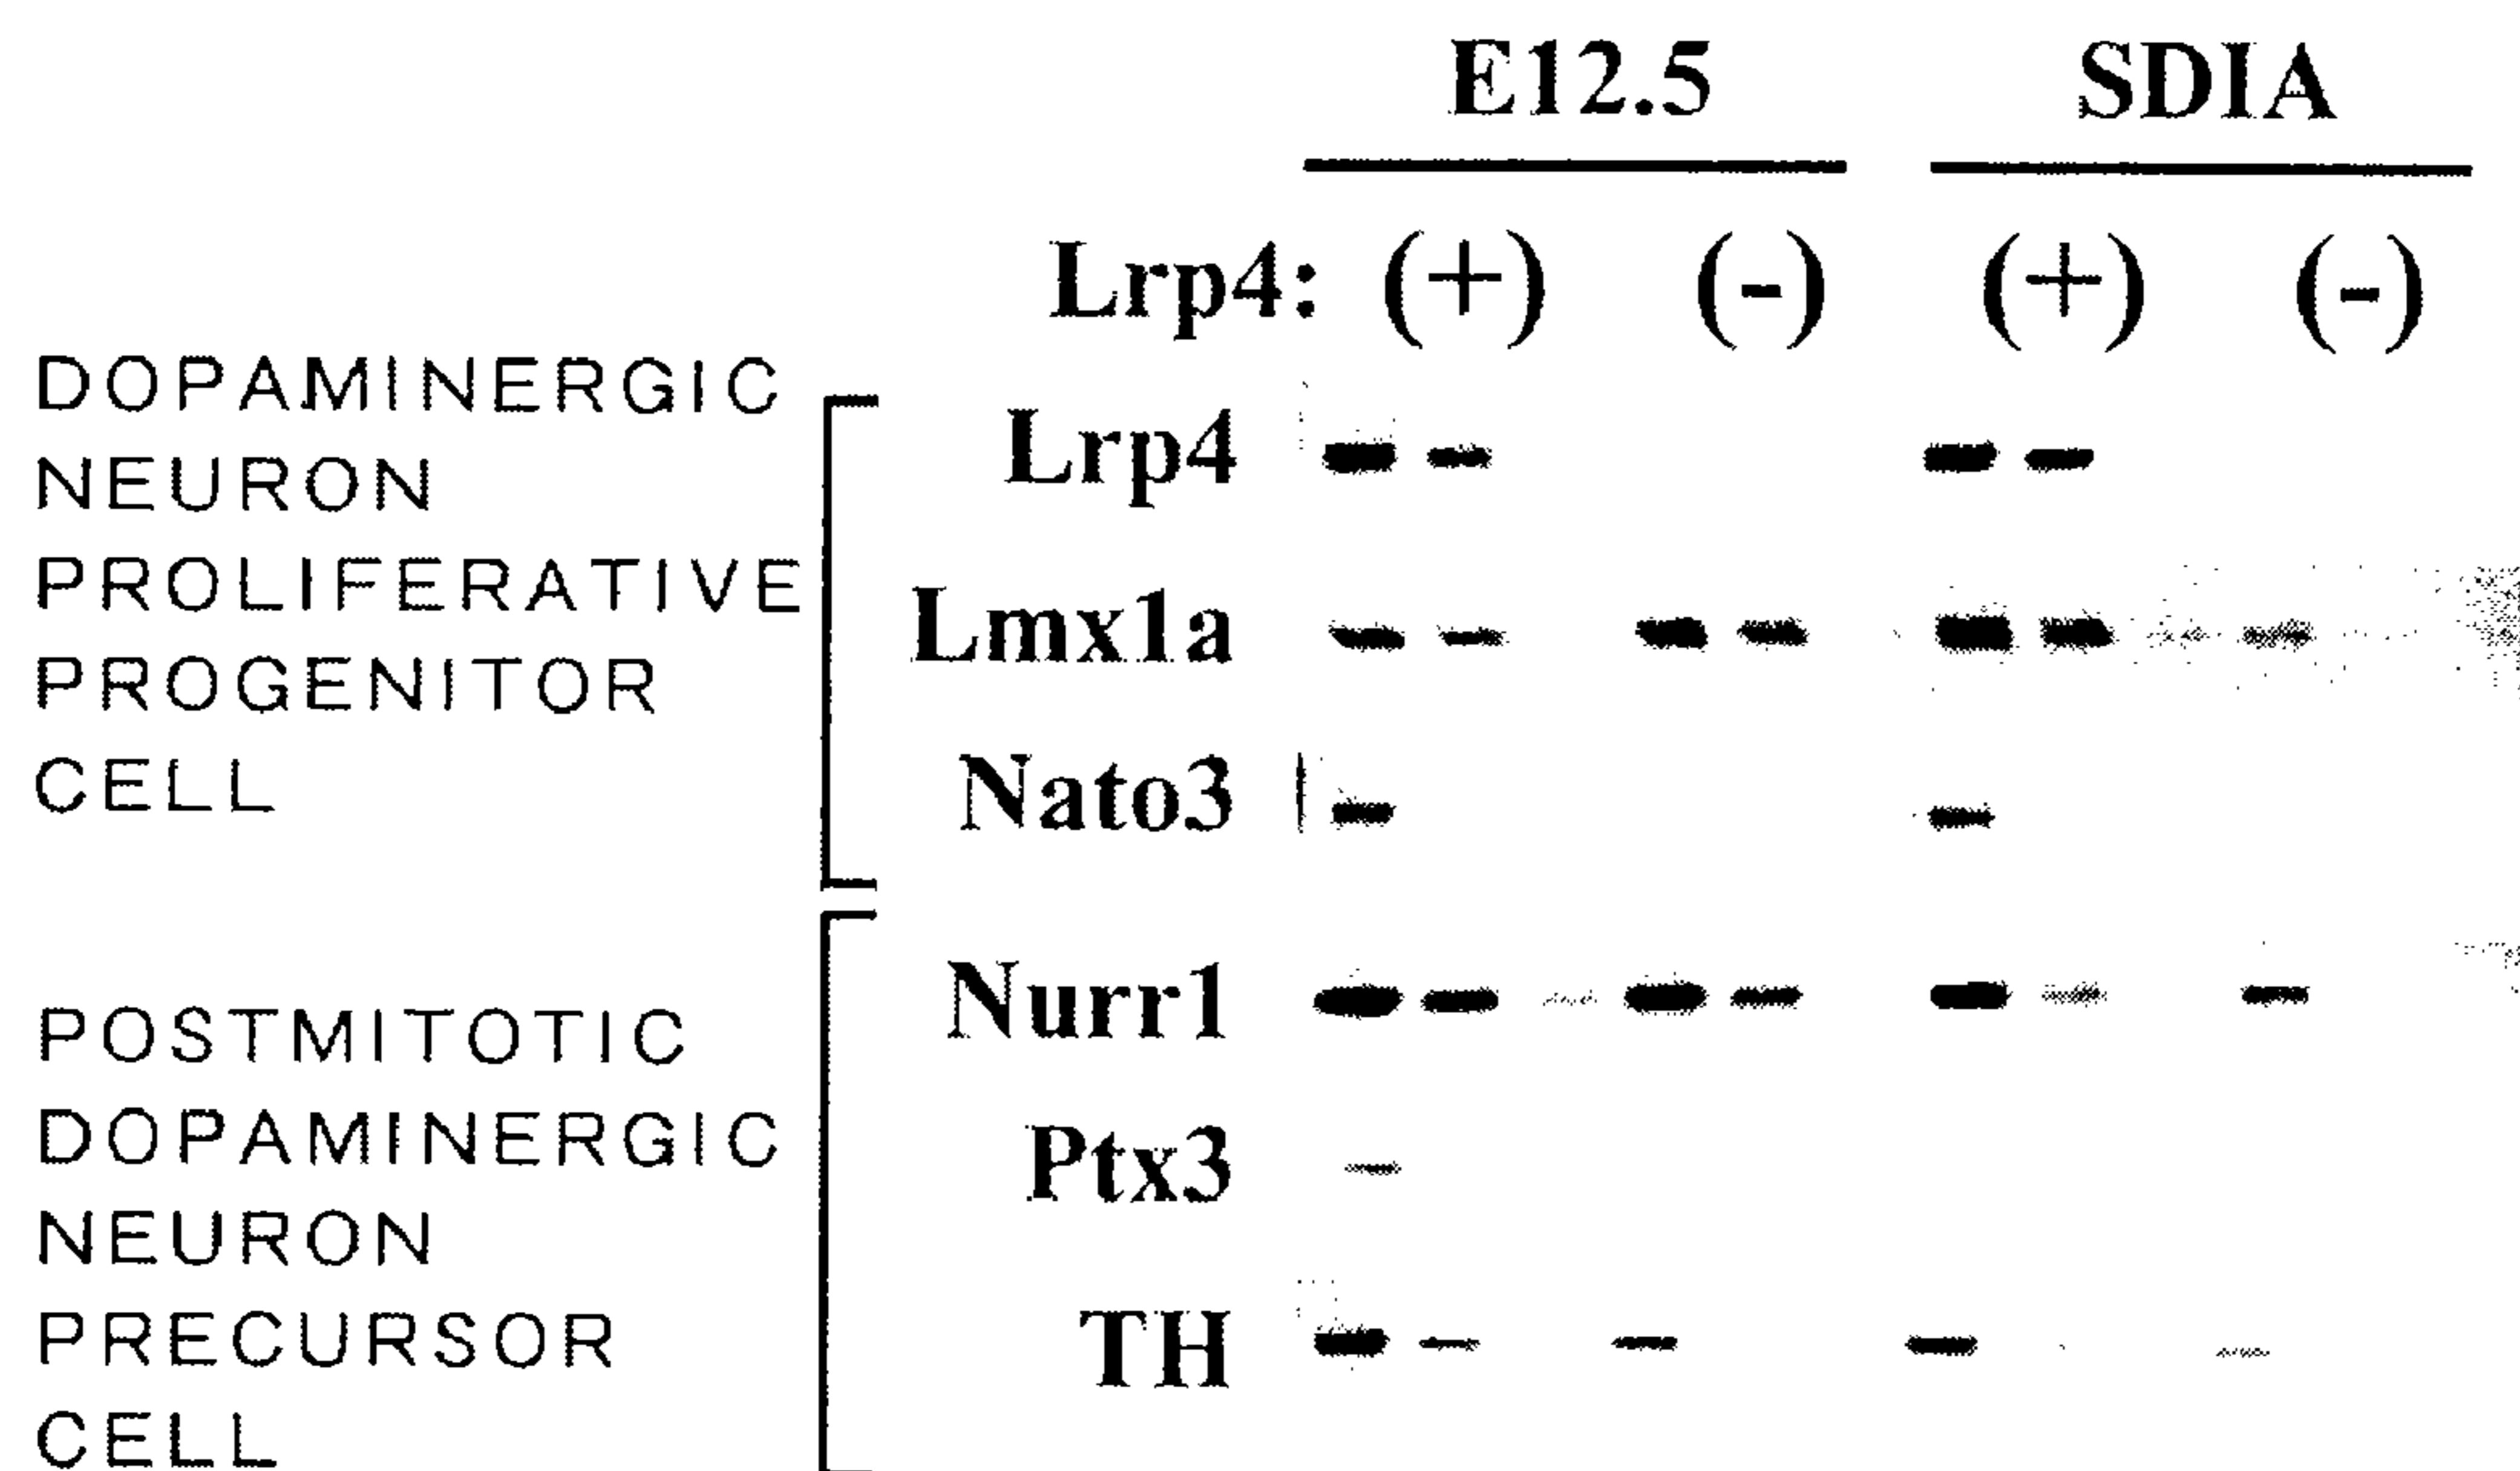 E12.5 SDIA
Lrp4: (+) (-) (+) (-)
DOPAMINERGIC
NEURON
PROLIFERATIVE
PROGENITOR
CELL
Lrp4
Lmx1a
Nato3
POSTMITOTIC
DOPAMINERGIC
NEURON
PRECURSOR
CELL
Nurr1
Ptx3
TH